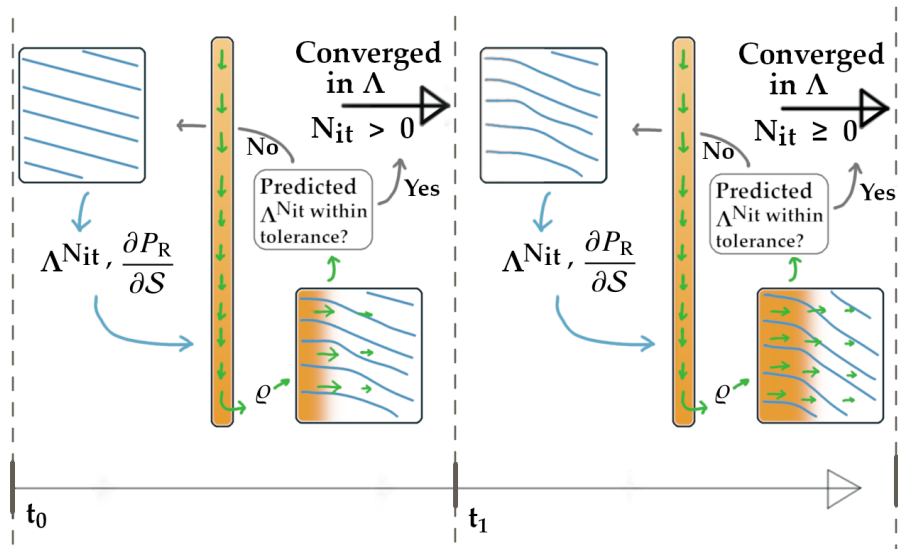 Converged
in Λ
N_it > 0
No
Yes
Predicted
Λ^Nit within
tolerance?
Λ^Nit, ∂P_R/∂S
ϱ
t_0
Converged
in Λ
N_it ≥ 0
No
Yes
Predicted
Λ^Nit within
tolerance?
Λ^Nit, ∂P_R/∂S
ϱ
t_1